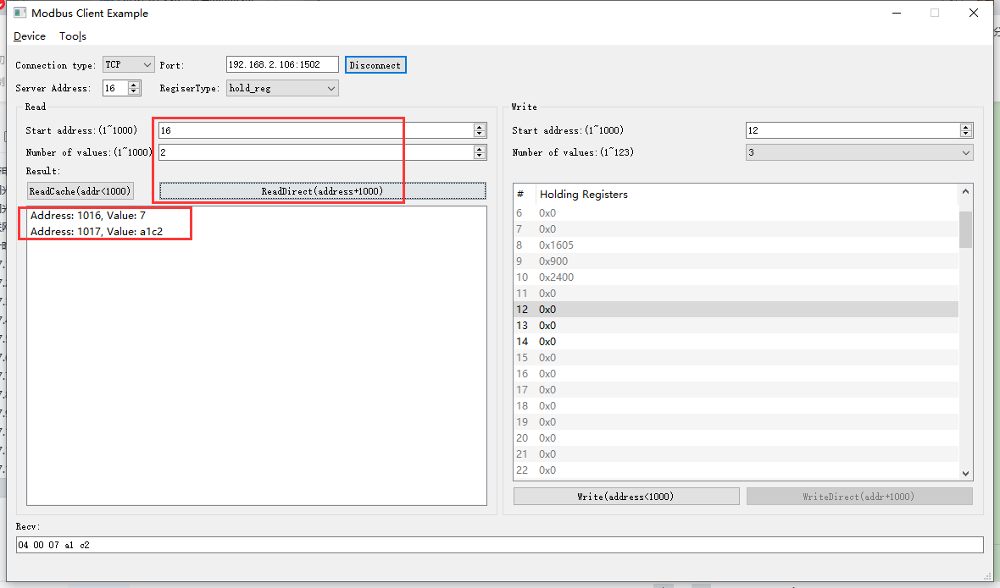 Modbus Client Example
Device Tools
Connection type: TCP Port: 192.168.2.106:1502 Disconnect
Server Address: 16 RegiserType: hold_reg
Read
Start address:(1~1000) 16
Number of values:(1~1000) 2
Result:
ReadCache(addr<1000) ReadDirect(address+1000)
Address: 1016, Value: 7
Address: 1017, Value: a1c2
Write
Start address:(1~1000) 12
Number of values:(1~123) 3
# Holding Registers
6 0x0
7 0x0
8 0x1605
9 0x900
10 0x2400
11 0x0
12 0x0
13 0x0
14 0x0
15 0x0
16 0x0
17 0x0
18 0x0
19 0x0
20 0x0
21 0x0
22 0x0
Write(address<1000) WriteDirect(addr+1000)
Recv:
04 00 07 a1 c2